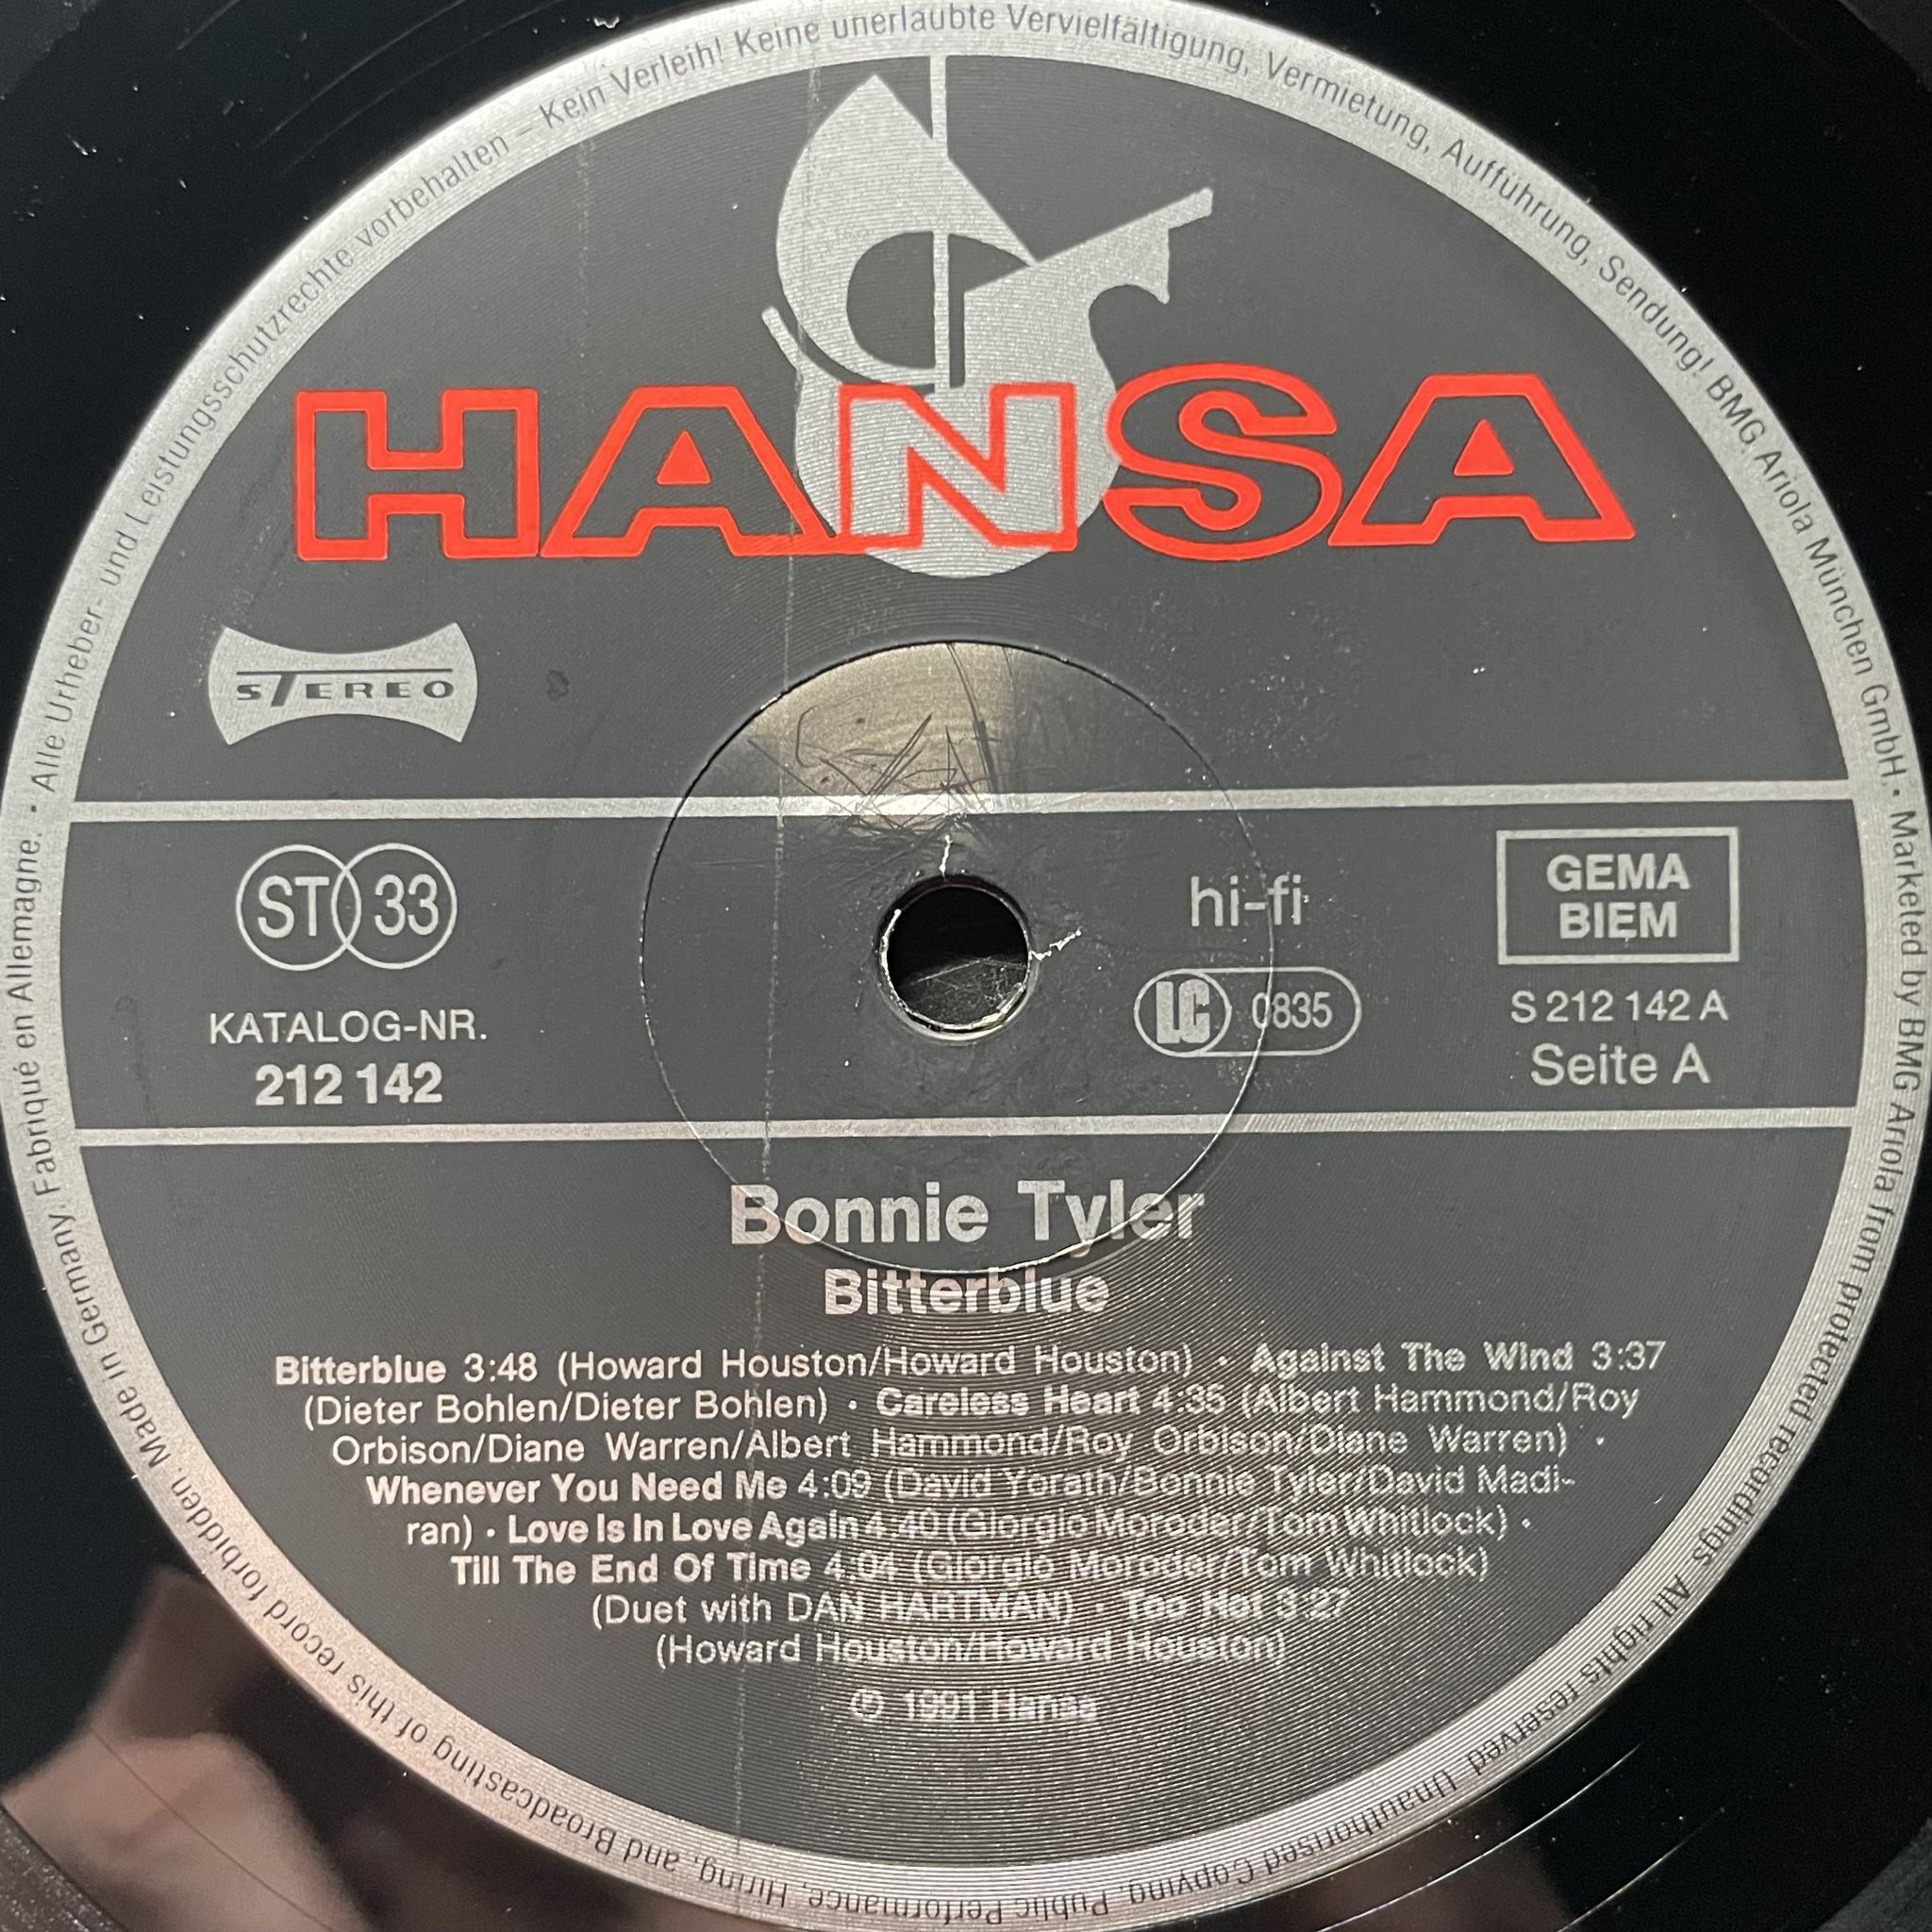 Alle Urheber- und Leistungsschutzrechte vorbehalten – Kein Verleih! Keine unerlaubte Vervielfältigung, Vermietung, Aufführung, Sendung! BMG Ariola München GmbH. • Marketed by BMG Ariola from protected recordings. All rights reserved. Unauthorised Copying, Public Performance, Hiring, and Broadcasting of this record forbidden. Made in Germany. Fabriqué en Allemagne. •
HANSA
STEREO
ST 33
hi-fi
GEMA
BIEM
KATALOG-NR.
212 142
LC 0835
S 212 142 A
Seite A
Bonnie Tyler
Bitterblue
Bitterblue 3:48 (Howard Houston/Howard Houston) • Against The Wind 3:37
(Dieter Bohlen/Dieter Bohlen) • Careless Heart 4:35 (Albert Hammond/Roy
Orbison/Diane Warren/Albert Hammond/Roy Orbison/Diane Warren) •
Whenever You Need Me 4:09 (David Yorath/Bonnie Tyler/David Madi-
ran) • Love Is In Love Again 4.40 (Giorgio Moroder/Tom Whitlock) •
Till The End Of Time 4.04 (Giorgio Moroder/Tom Whitlock)
(Duet with DAN HARTMAN) • Too Hot 3:27
(Howard Houston/Howard Houston)
℗ 1991 Hansa